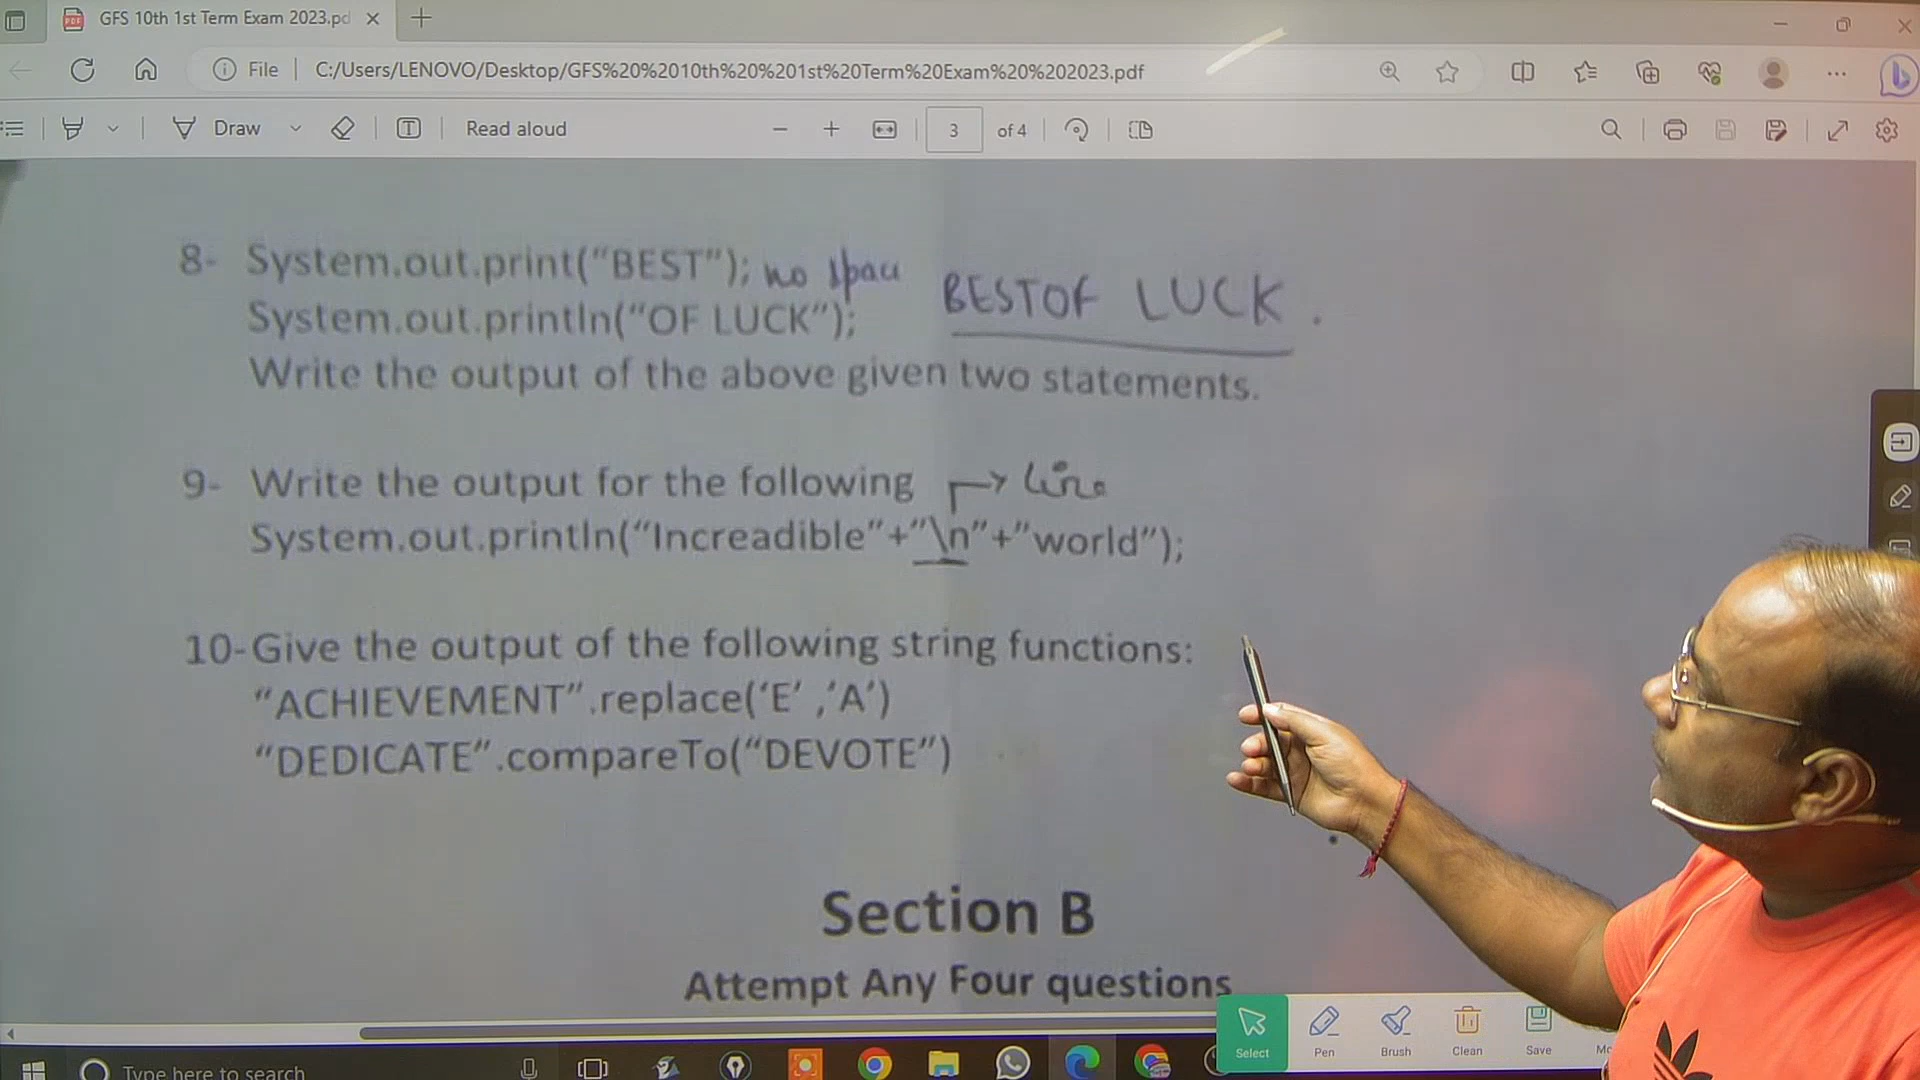 GFS 10th 1st Term Exam 2023.pd
File
C:/Users/LENOVO/Desktop/GFS%20%2010th%20%201st%20Term%20Exam%20%202023.pdf
Draw
Read aloud
3 of 4
8- System.out.print("BEST"); no space BESTOF LUCK.
System.out.println("OF LUCK");
Write the output of the above given two statements.
9- Write the output for the following Line
System.out.println("Increadible"+"\n"+"world");
10-Give the output of the following string functions:
"ACHIEVEMENT".replace('E' ,'A')
"DEDICATE".compareTo("DEVOTE")
Section B
Attempt Any Four questions
Select Pen Brush Clean Save
Type here to search